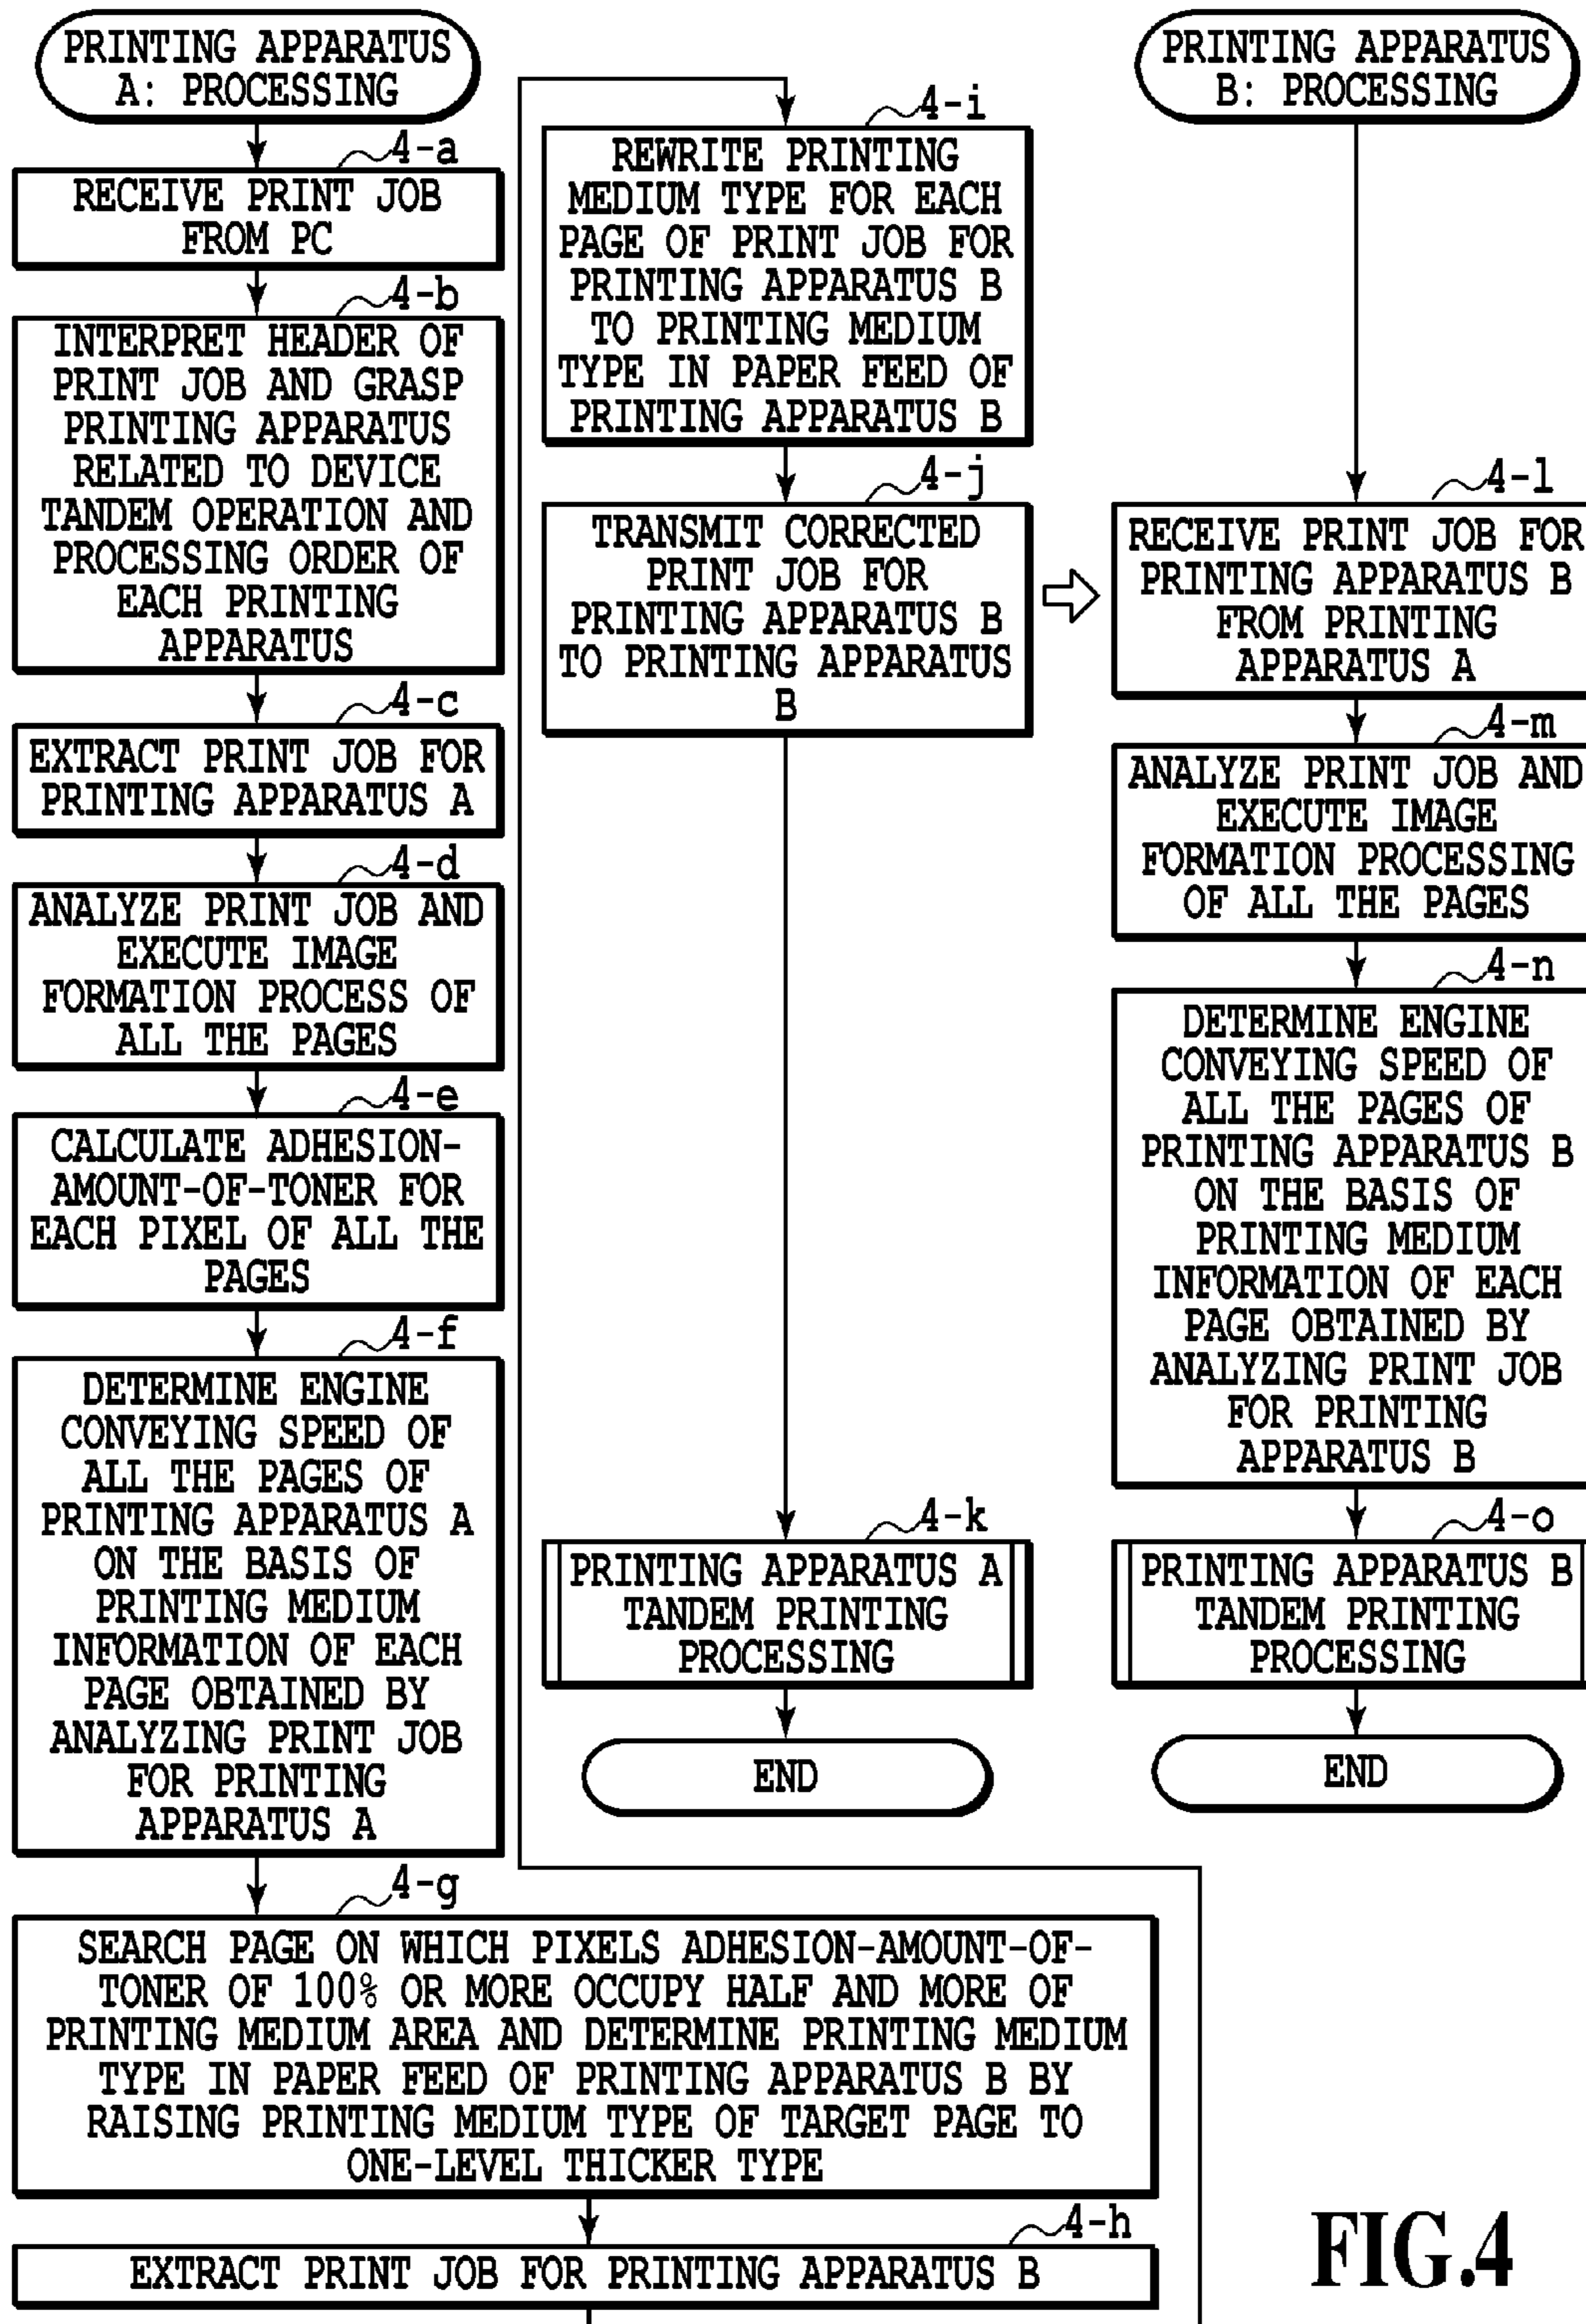 PRINTING APPARATUS
A: PROCESSING
4-a
RECEIVE PRINT JOB
FROM PC
4-b
INTERPRET HEADER OF
PRINT JOB AND GRASP
PRINTING APPARATUS
RELATED TO DEVICE
TANDEM OPERATION AND
PROCESSING ORDER OF
EACH PRINTING
APPARATUS
4-c
EXTRACT PRINT JOB FOR
PRINTING APPARATUS A
4-d
ANALYZE PRINT JOB AND
EXECUTE IMAGE
FORMATION PROCESS OF
ALL THE PAGES
4-e
CALCULATE ADHESION-
AMOUNT-OF-TONER FOR
EACH PIXEL OF ALL THE
PAGES
4-f
DETERMINE ENGINE
CONVEYING SPEED OF
ALL THE PAGES OF
PRINTING APPARATUS A
ON THE BASIS OF
PRINTING MEDIUM
INFORMATION OF EACH
PAGE OBTAINED BY
ANALYZING PRINT JOB
FOR PRINTING
APPARATUS A
4-g
SEARCH PAGE ON WHICH PIXELS ADHESION-AMOUNT-OF-
TONER OF 100% OR MORE OCCUPY HALF AND MORE OF
PRINTING MEDIUM AREA AND DETERMINE PRINTING MEDIUM
TYPE IN PAPER FEED OF PRINTING APPARATUS B BY
RAISING PRINTING MEDIUM TYPE OF TARGET PAGE TO
ONE-LEVEL THICKER TYPE
4-h
EXTRACT PRINT JOB FOR PRINTING APPARATUS B
4-i
REWRITE PRINTING
MEDIUM TYPE FOR EACH
PAGE OF PRINT JOB FOR
PRINTING APPARATUS B
TO PRINTING MEDIUM
TYPE IN PAPER FEED OF
PRINTING APPARATUS B
4-j
TRANSMIT CORRECTED
PRINT JOB FOR
PRINTING APPARATUS B
TO PRINTING APPARATUS
B
4-k
PRINTING APPARATUS A
TANDEM PRINTING
PROCESSING
END
PRINTING APPARATUS
B: PROCESSING
4-l
RECEIVE PRINT JOB FOR
PRINTING APPARATUS B
FROM PRINTING
APPARATUS A
4-m
ANALYZE PRINT JOB AND
EXECUTE IMAGE
FORMATION PROCESSING
OF ALL THE PAGES
4-n
DETERMINE ENGINE
CONVEYING SPEED OF
ALL THE PAGES OF
PRINTING APPARATUS B
ON THE BASIS OF
PRINTING MEDIUM
INFORMATION OF EACH
PAGE OBTAINED BY
ANALYZING PRINT JOB
FOR PRINTING
APPARATUS B
4-o
PRINTING APPARATUS B
TANDEM PRINTING
PROCESSING
END
FIG.4